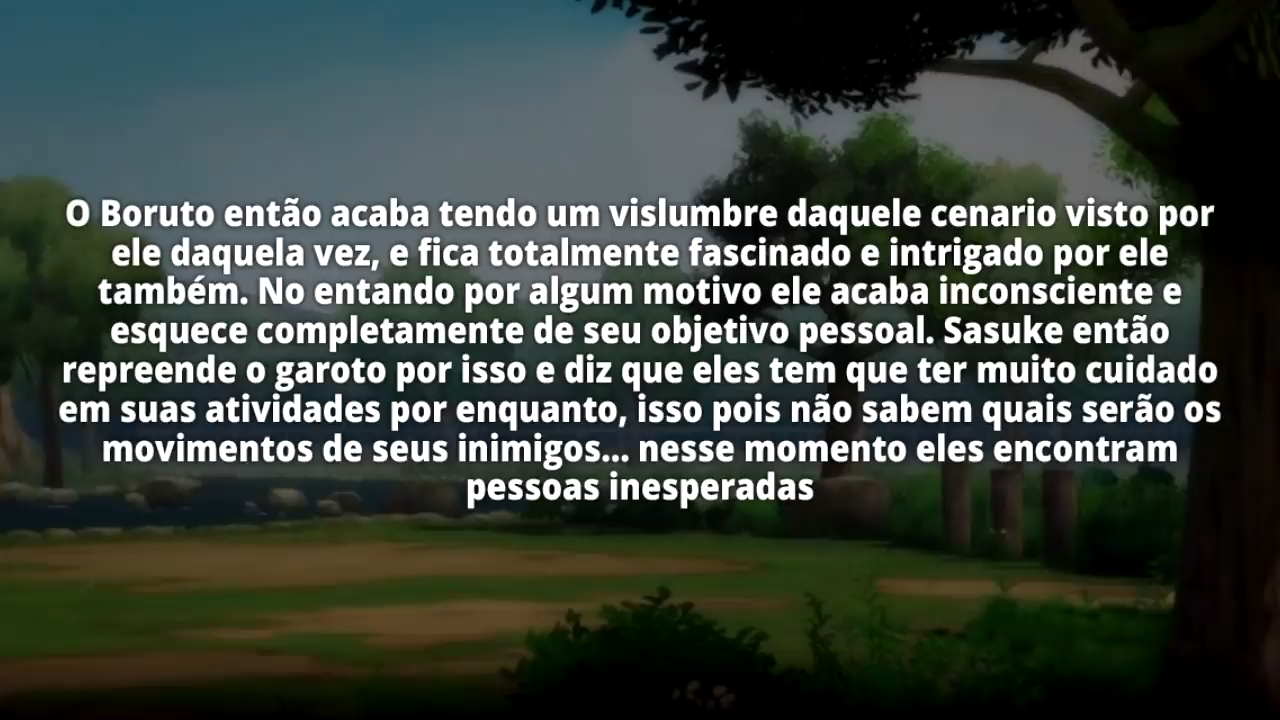 O Boruto então acaba tendo um vislumbre daquele cenario visto por
ele daquela vez, e fica totalmente fascinado e intrigado por ele
também. No entando por algum motivo ele acaba inconsciente e
esquece completamente de seu objetivo pessoal. Sasuke então
repreende o garoto por isso e diz que eles tem que ter muito cuidado
em suas atividades por enquanto, isso pois não sabem quais serão os
movimentos de seus inimigos... nesse momento eles encontram
pessoas inesperadas